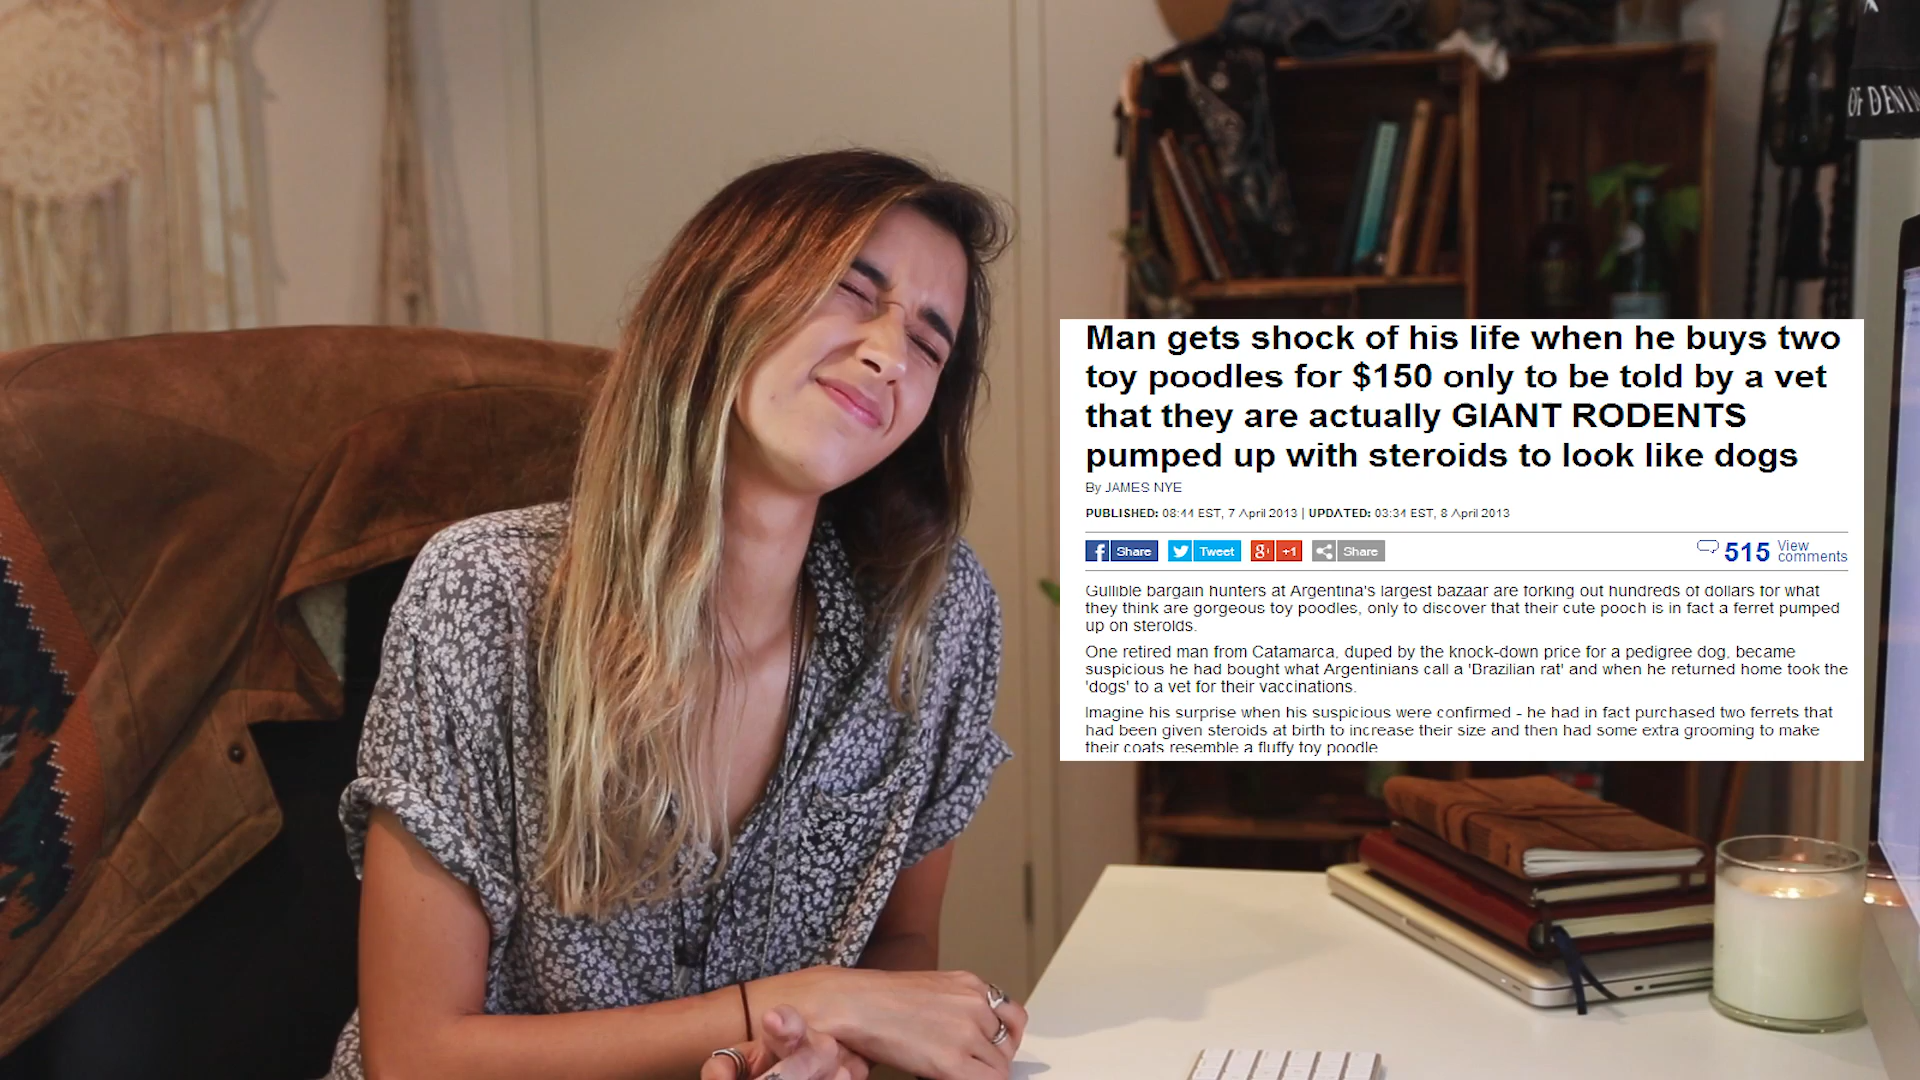 OF DENIM
Man gets shock of his life when he buys two
toy poodles for $150 only to be told by a vet
that they are actually GIANT RODENTS
pumped up with steroids to look like dogs
By JAMES NYE
PUBLISHED: 08:44 EST, 7 April 2013 | UPDATED: 03:34 EST, 8 April 2013
Share Tweet +1 Share 515 View comments
Gullible bargain hunters at Argentina's largest bazaar are forking out hundreds of dollars for what
they think are gorgeous toy poodles, only to discover that their cute pooch is in fact a ferret pumped
up on steroids.
One retired man from Catamarca, duped by the knock-down price for a pedigree dog, became
suspicious he had bought what Argentinians call a 'Brazilian rat' and when he returned home took the
'dogs' to a vet for their vaccinations.
Imagine his surprise when his suspicious were confirmed - he had in fact purchased two ferrets that
had been given steroids at birth to increase their size and then had some extra grooming to make
their coats resemble a fluffy toy poodle